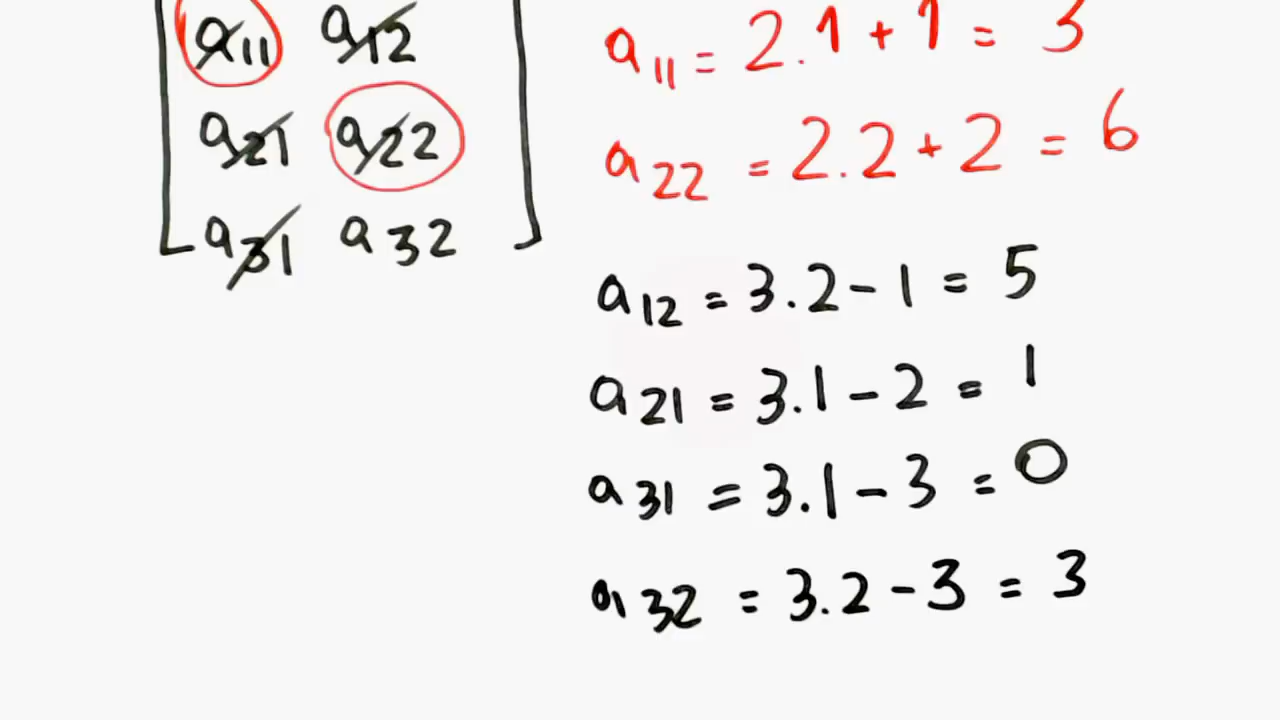 a11 a12
a21 a22
a31 a32
a11 = 2.1 + 1 = 3
a22 = 2.2 + 2 = 6
a12 = 3.2 - 1 = 5
a21 = 3.1 - 2 = 1
a31 = 3.1 - 3 = 0
a32 = 3.2 - 3 = 3